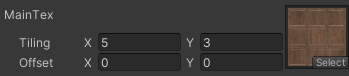 MainTex
Tiling X 5 Y 3
Offset X 0 Y 0
Select